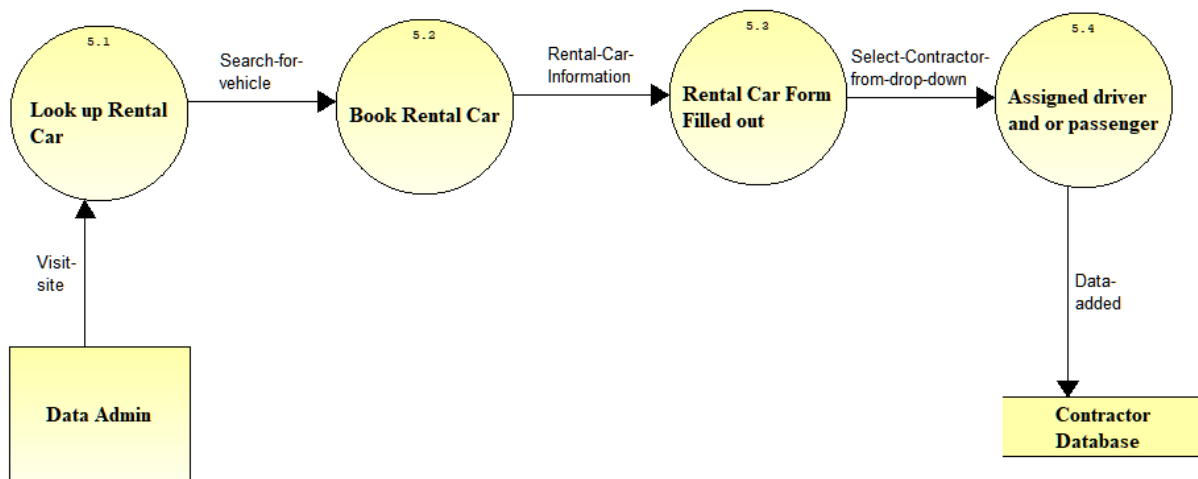 5.1
Look up Rental
Car
Search-for-
vehicle
5.2
Book Rental Car
Rental-Car-
Information
5.3
Rental Car Form
Filled out
Select-Contractor-
from-drop-down
5.4
Assigned driver
and or passenger
Visit-
site
Data-
added
Data Admin
Contractor
Database